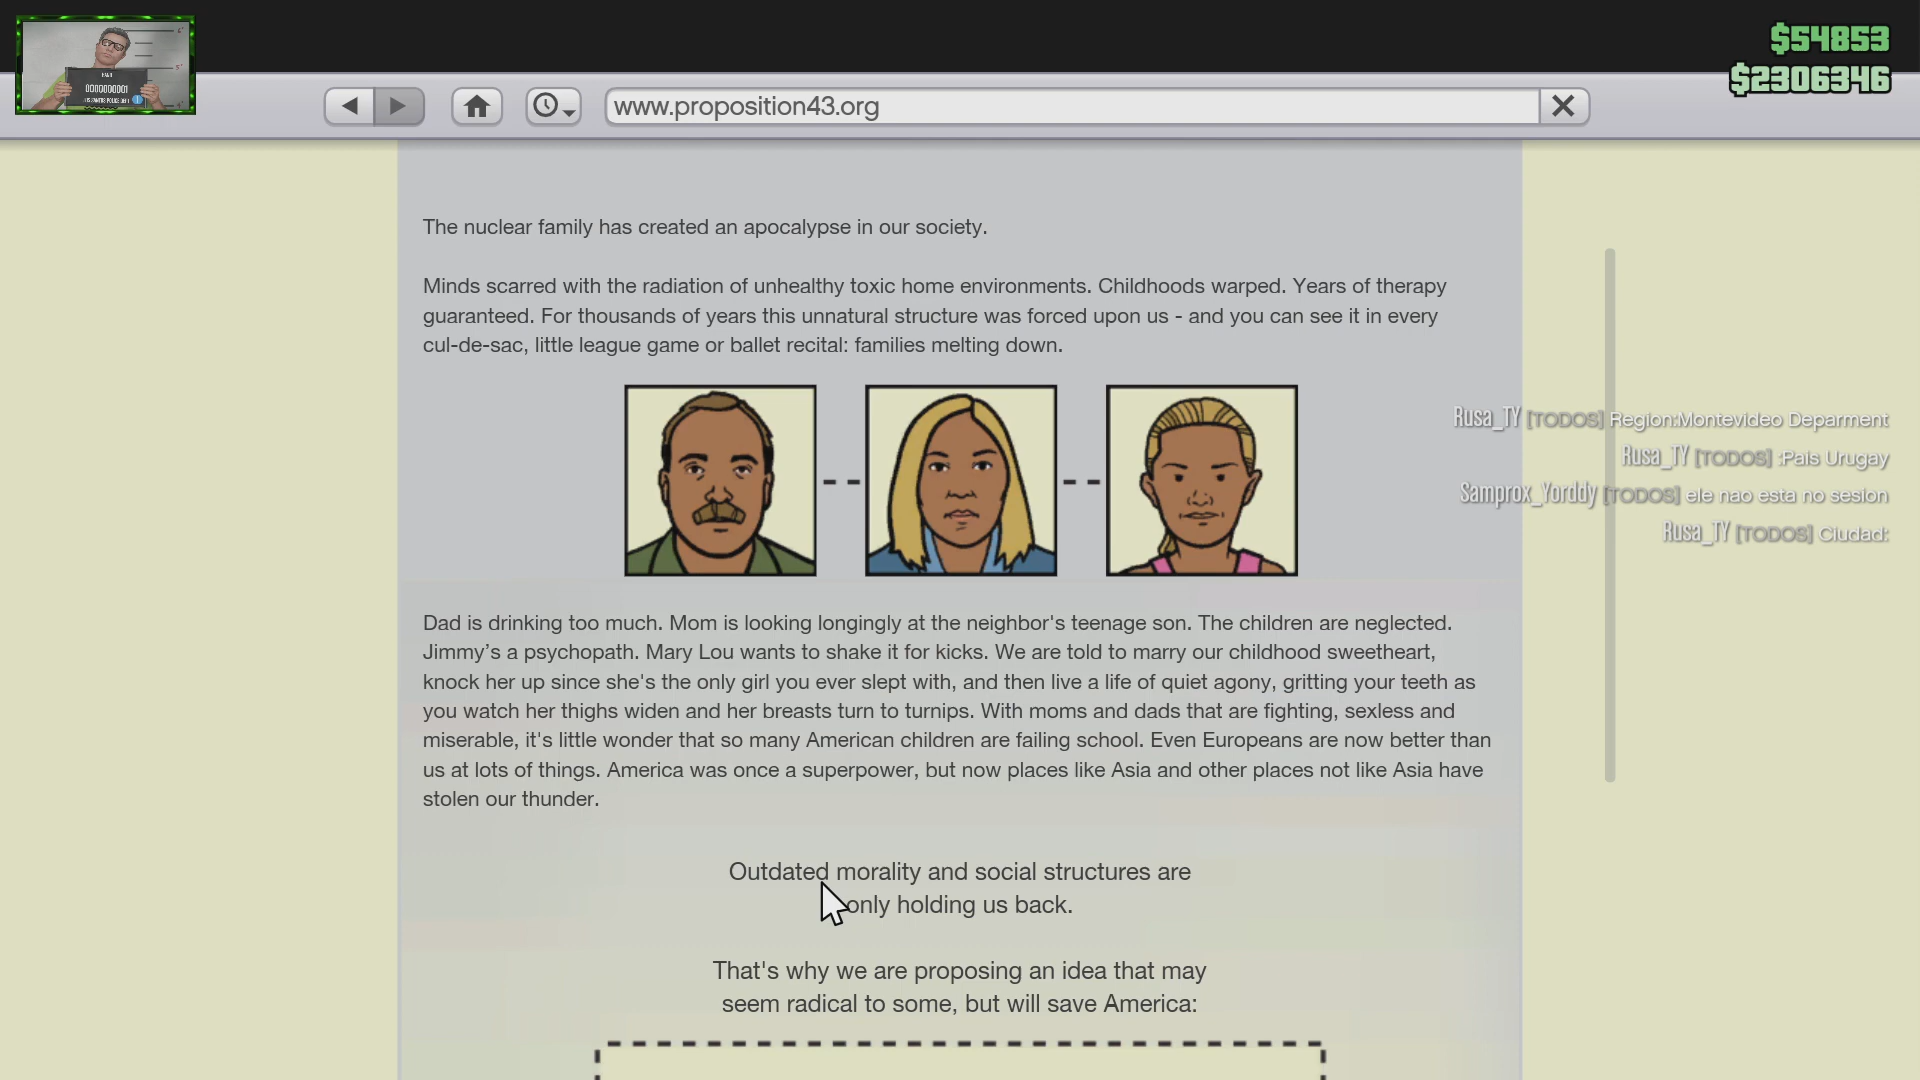 $54853
$2306346
0000000001
www.proposition43.org
The nuclear family has created an apocalypse in our society.
Minds scarred with the radiation of unhealthy toxic home environments. Childhoods warped. Years of therapy
guaranteed. For thousands of years this unnatural structure was forced upon us - and you can see it in every
cul-de-sac, little league game or ballet recital: families melting down.
Rusa_TY [TODOS] Region:Montevideo Deparment
Rusa_TY [TODOS] :Pais Urugay
Samprox_Yorddy [TODOS] ele nao esta no sesion
Rusa_TY [TODOS] Ciudad:
Dad is drinking too much. Mom is looking longingly at the neighbor's teenage son. The children are neglected.
Jimmy’s a psychopath. Mary Lou wants to shake it for kicks. We are told to marry our childhood sweetheart,
knock her up since she's the only girl you ever slept with, and then live a life of quiet agony, gritting your teeth as
you watch her thighs widen and her breasts turn to turnips. With moms and dads that are fighting, sexless and
miserable, it's little wonder that so many American children are failing school. Even Europeans are now better than
us at lots of things. America was once a superpower, but now places like Asia and other places not like Asia have
stolen our thunder.
Outdated morality and social structures are
only holding us back.
That's why we are proposing an idea that may
seem radical to some, but will save America: